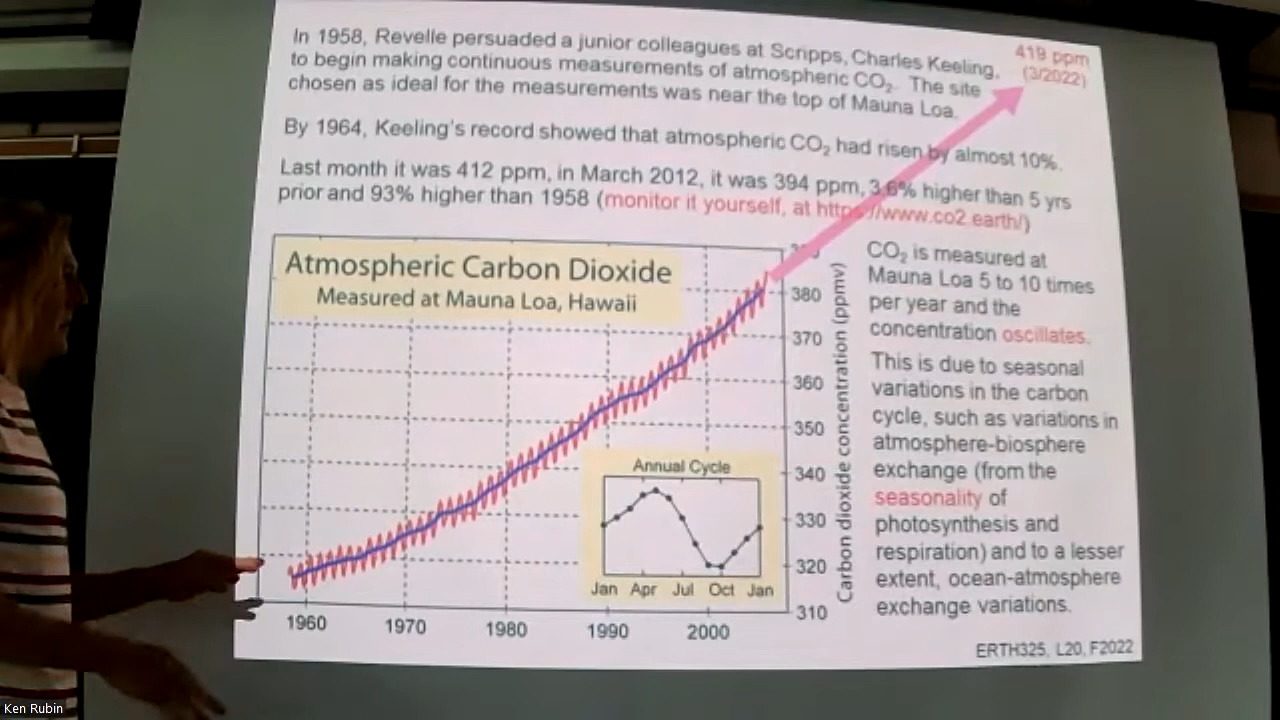 In 1958, Revelle persuaded a junior colleagues at Scripps, Charles Keeling,
to begin making continuous measurements of atmospheric CO₂. The site
chosen as ideal for the measurements was near the top of Mauna Loa.
419 ppm
(3/2022)
By 1964, Keeling's record showed that atmospheric CO₂ had risen by almost 10%.
Last month it was 412 ppm, in March 2012, it was 394 ppm, 3.6% higher than 5 yrs
prior and 93% higher than 1958 (monitor it yourself, at https://www.co2.earth/)
Atmospheric Carbon Dioxide
Measured at Mauna Loa, Hawaii
380
370
360
350
340
330
320
310
Carbon dioxide concentration (ppmv)
Annual Cycle
Jan Apr Jul Oct Jan
1960 1970 1980 1990 2000
CO₂ is measured at
Mauna Loa 5 to 10 times
per year and the
concentration oscillates.
This is due to seasonal
variations in the carbon
cycle, such as variations in
atmosphere-biosphere
exchange (from the
seasonality of
photosynthesis and
respiration) and to a lesser
extent, ocean-atmosphere
exchange variations.
ERTH325, L20, F2022
Ken Rubin